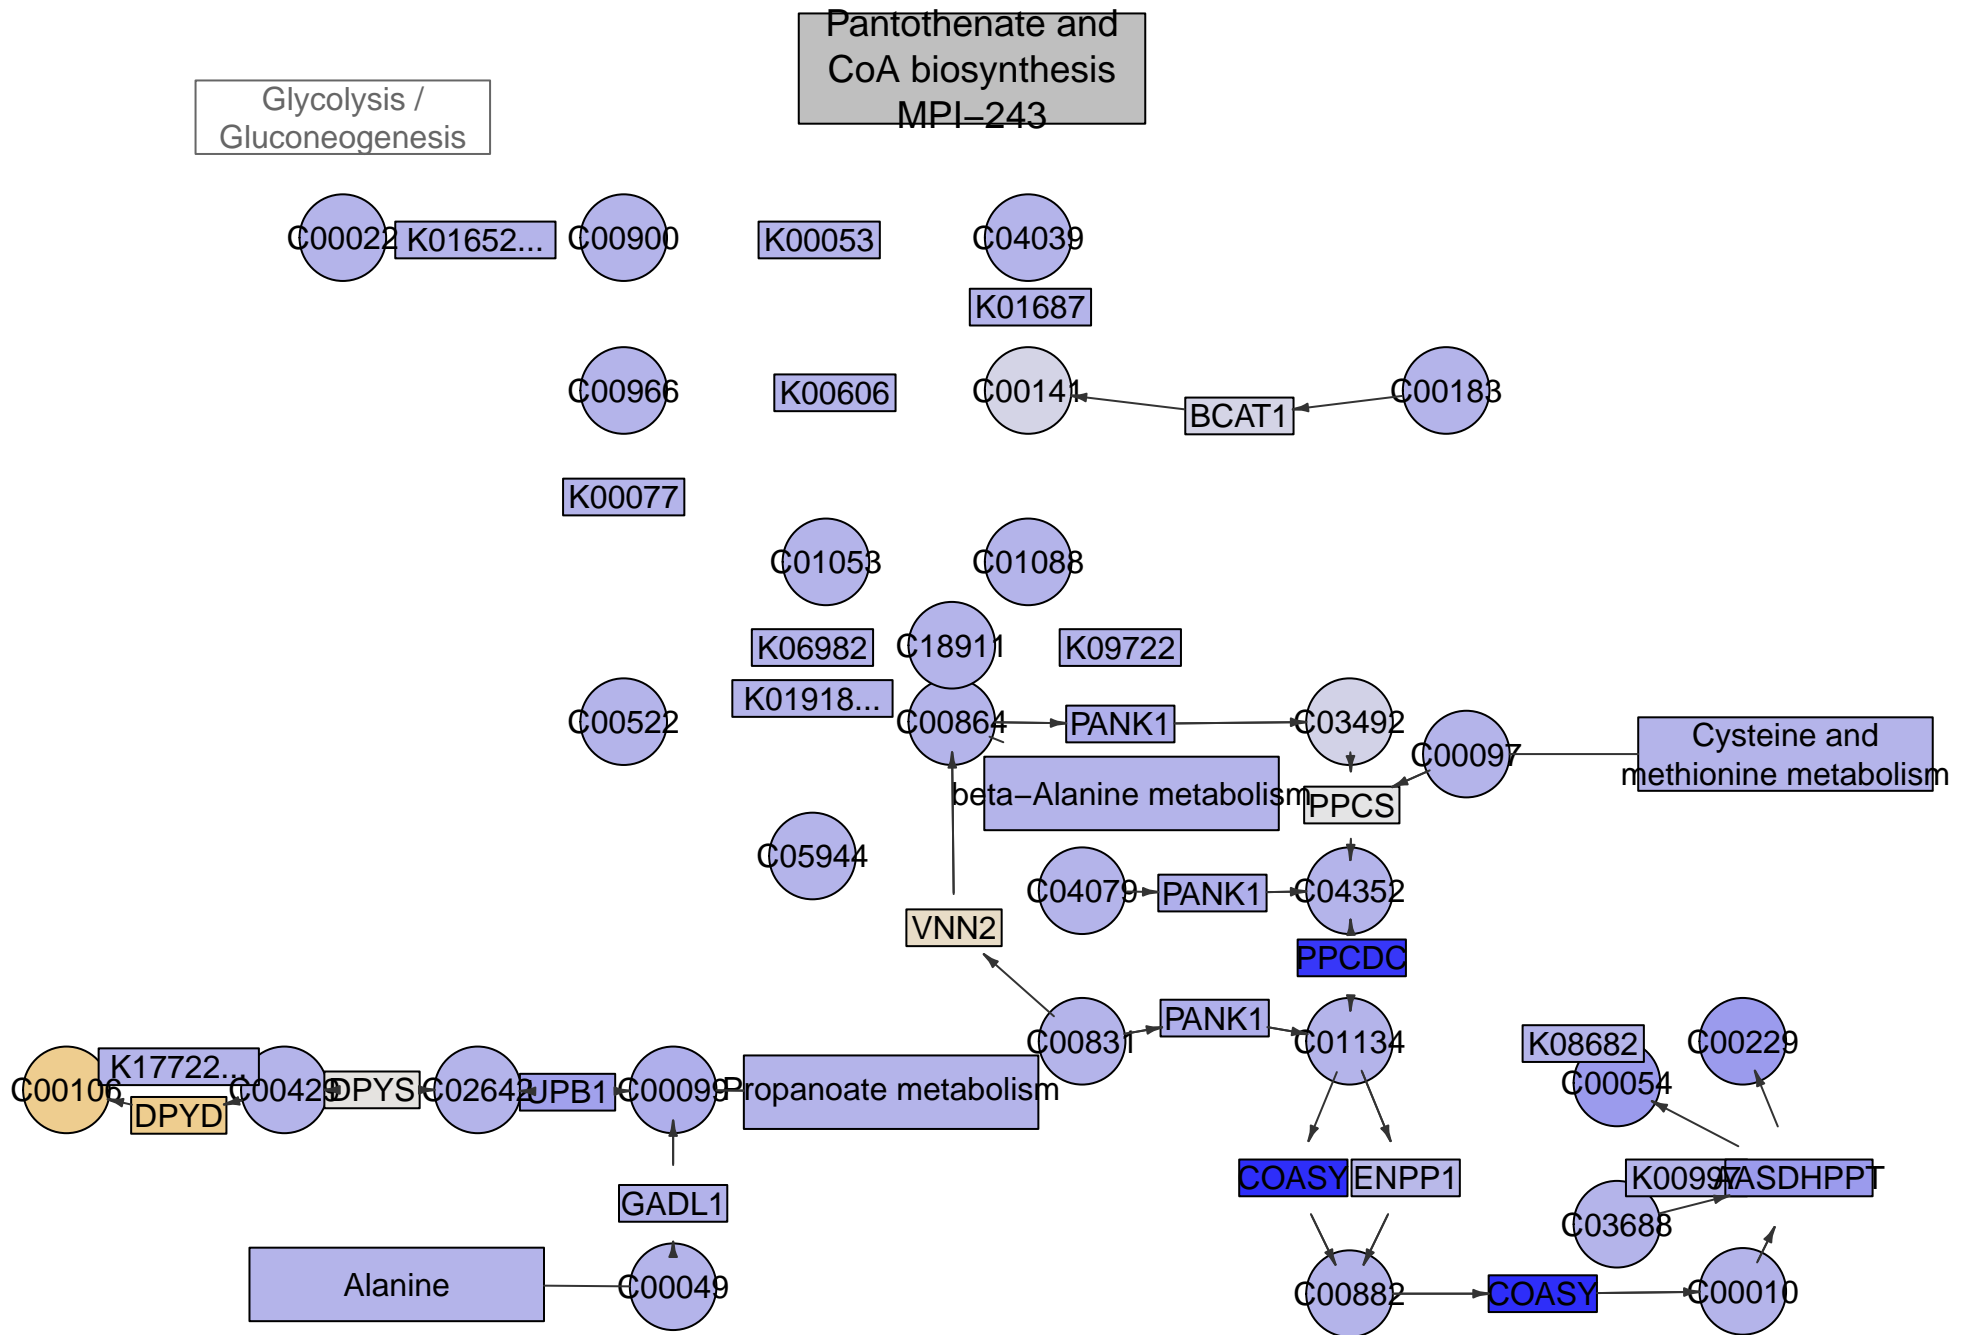 Pantothenate and
CoA biosynthesis
MPI−243
Glycolysis /
Gluconeogenesis
C00022
K01652...
C00900
K00053
C04039
K01687
C00966
K00606
C00141
BCAT1
C00183
K00077
C01053
C01088
K06982
C18911
K09722
K01918...
C00522
C00864
PANK1
C03492
C00097
Cysteine and
methionine metabolism
beta−Alanine metabolism
PPCS
C05944
C04079
PANK1
C04352
VNN2
PPCDC
C00831
PANK1
C01134
K08682
C00229
C00054
C00106
K17722...
DPYD
C00429
DPYS
C02642
UPB1
C00099
Propanoate metabolism
COASY
ENPP1
K00997
AASDHPPT
GADL1
C03688
Alanine
C00049
C00882
COASY
C00010